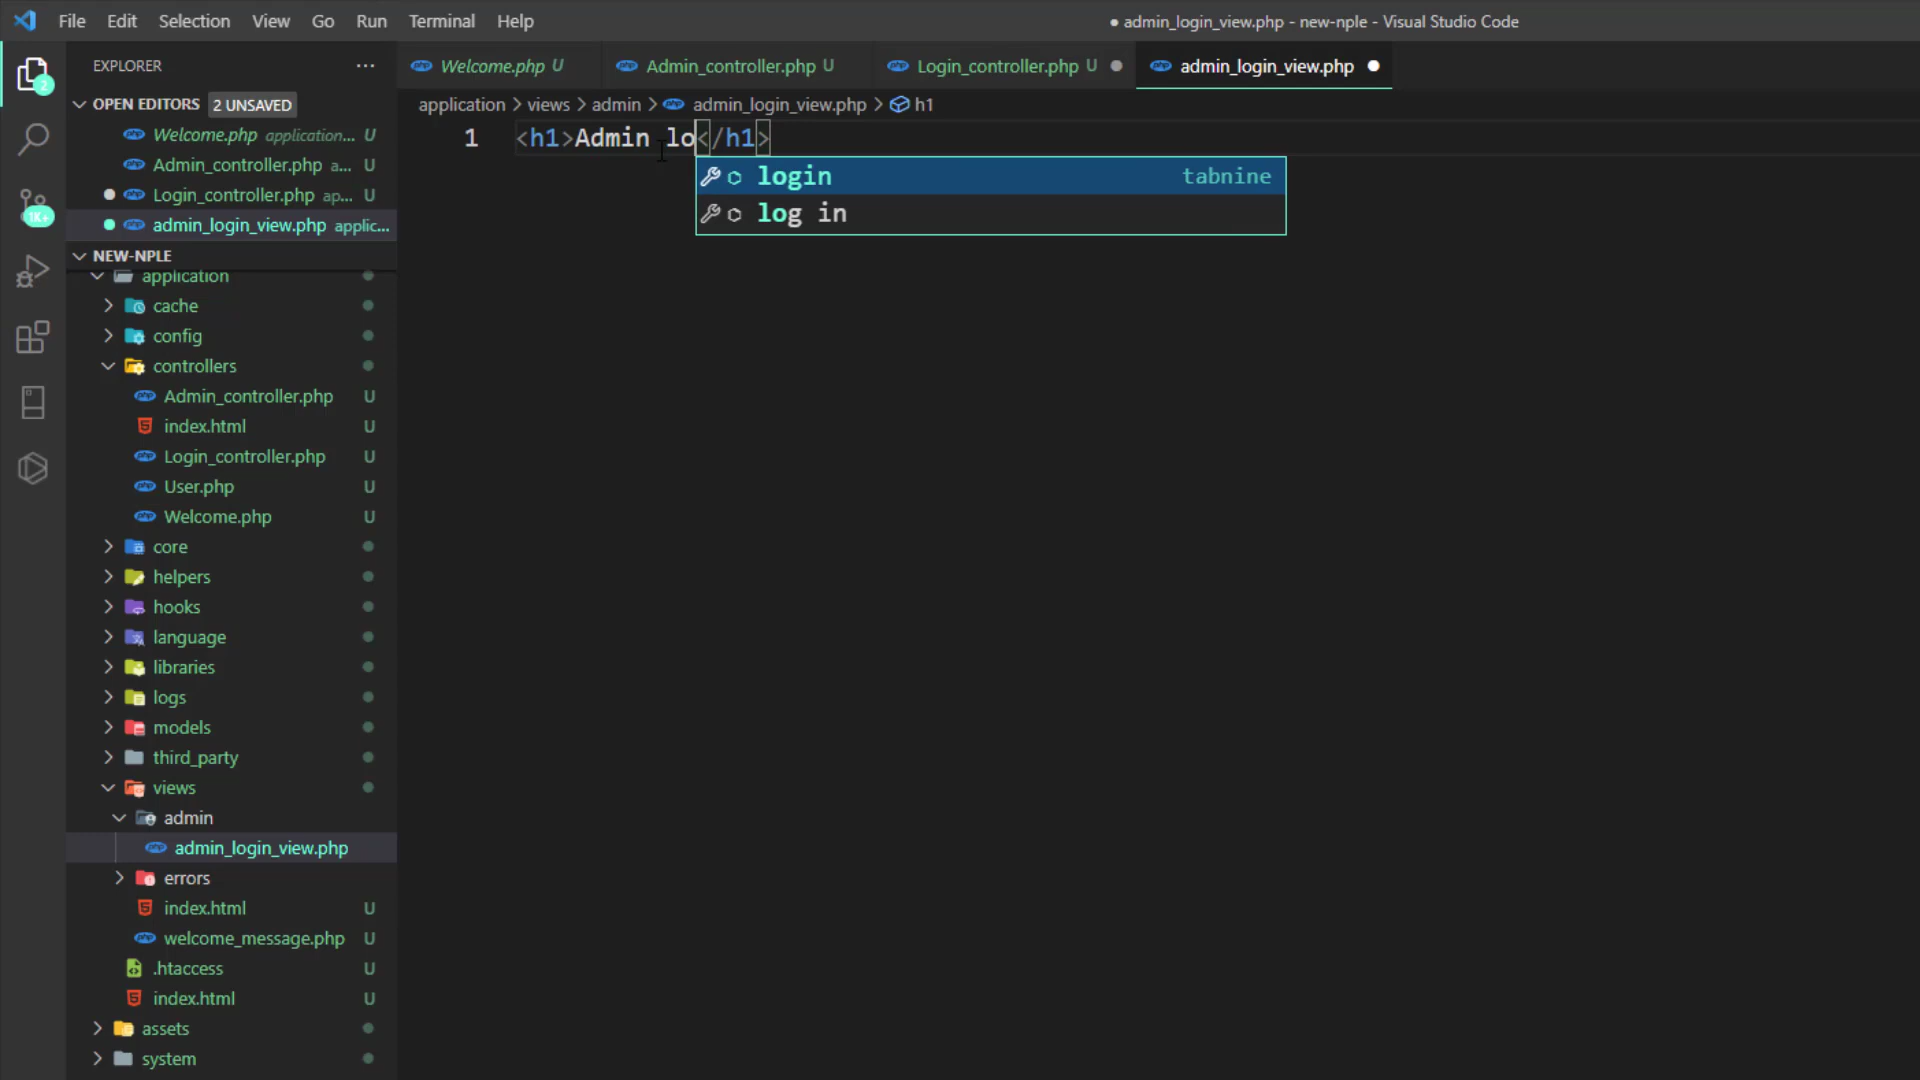 File Edit Selection View Go Run Terminal Help
● admin_login_view.php - new-nple - Visual Studio Code
EXPLORER ···
Welcome.php U
Admin_controller.php U
Login_controller.php U
admin_login_view.php
2
OPEN EDITORS 2 UNSAVED
application > views > admin > admin_login_view.php > h1
Welcome.php application... U
1 <h1>Admin lo</h1>
Admin_controller.php a... U
login tabnine
log in
Login_controller.php ap... U
1K+
admin_login_view.php applic...
NEW-NPLE
application
cache
config
controllers
Admin_controller.php U
index.html U
Login_controller.php U
User.php U
Welcome.php U
core
helpers
hooks
language
libraries
logs
models
third_party
views
admin
admin_login_view.php
errors
index.html U
welcome_message.php U
.htaccess U
index.html U
assets
system